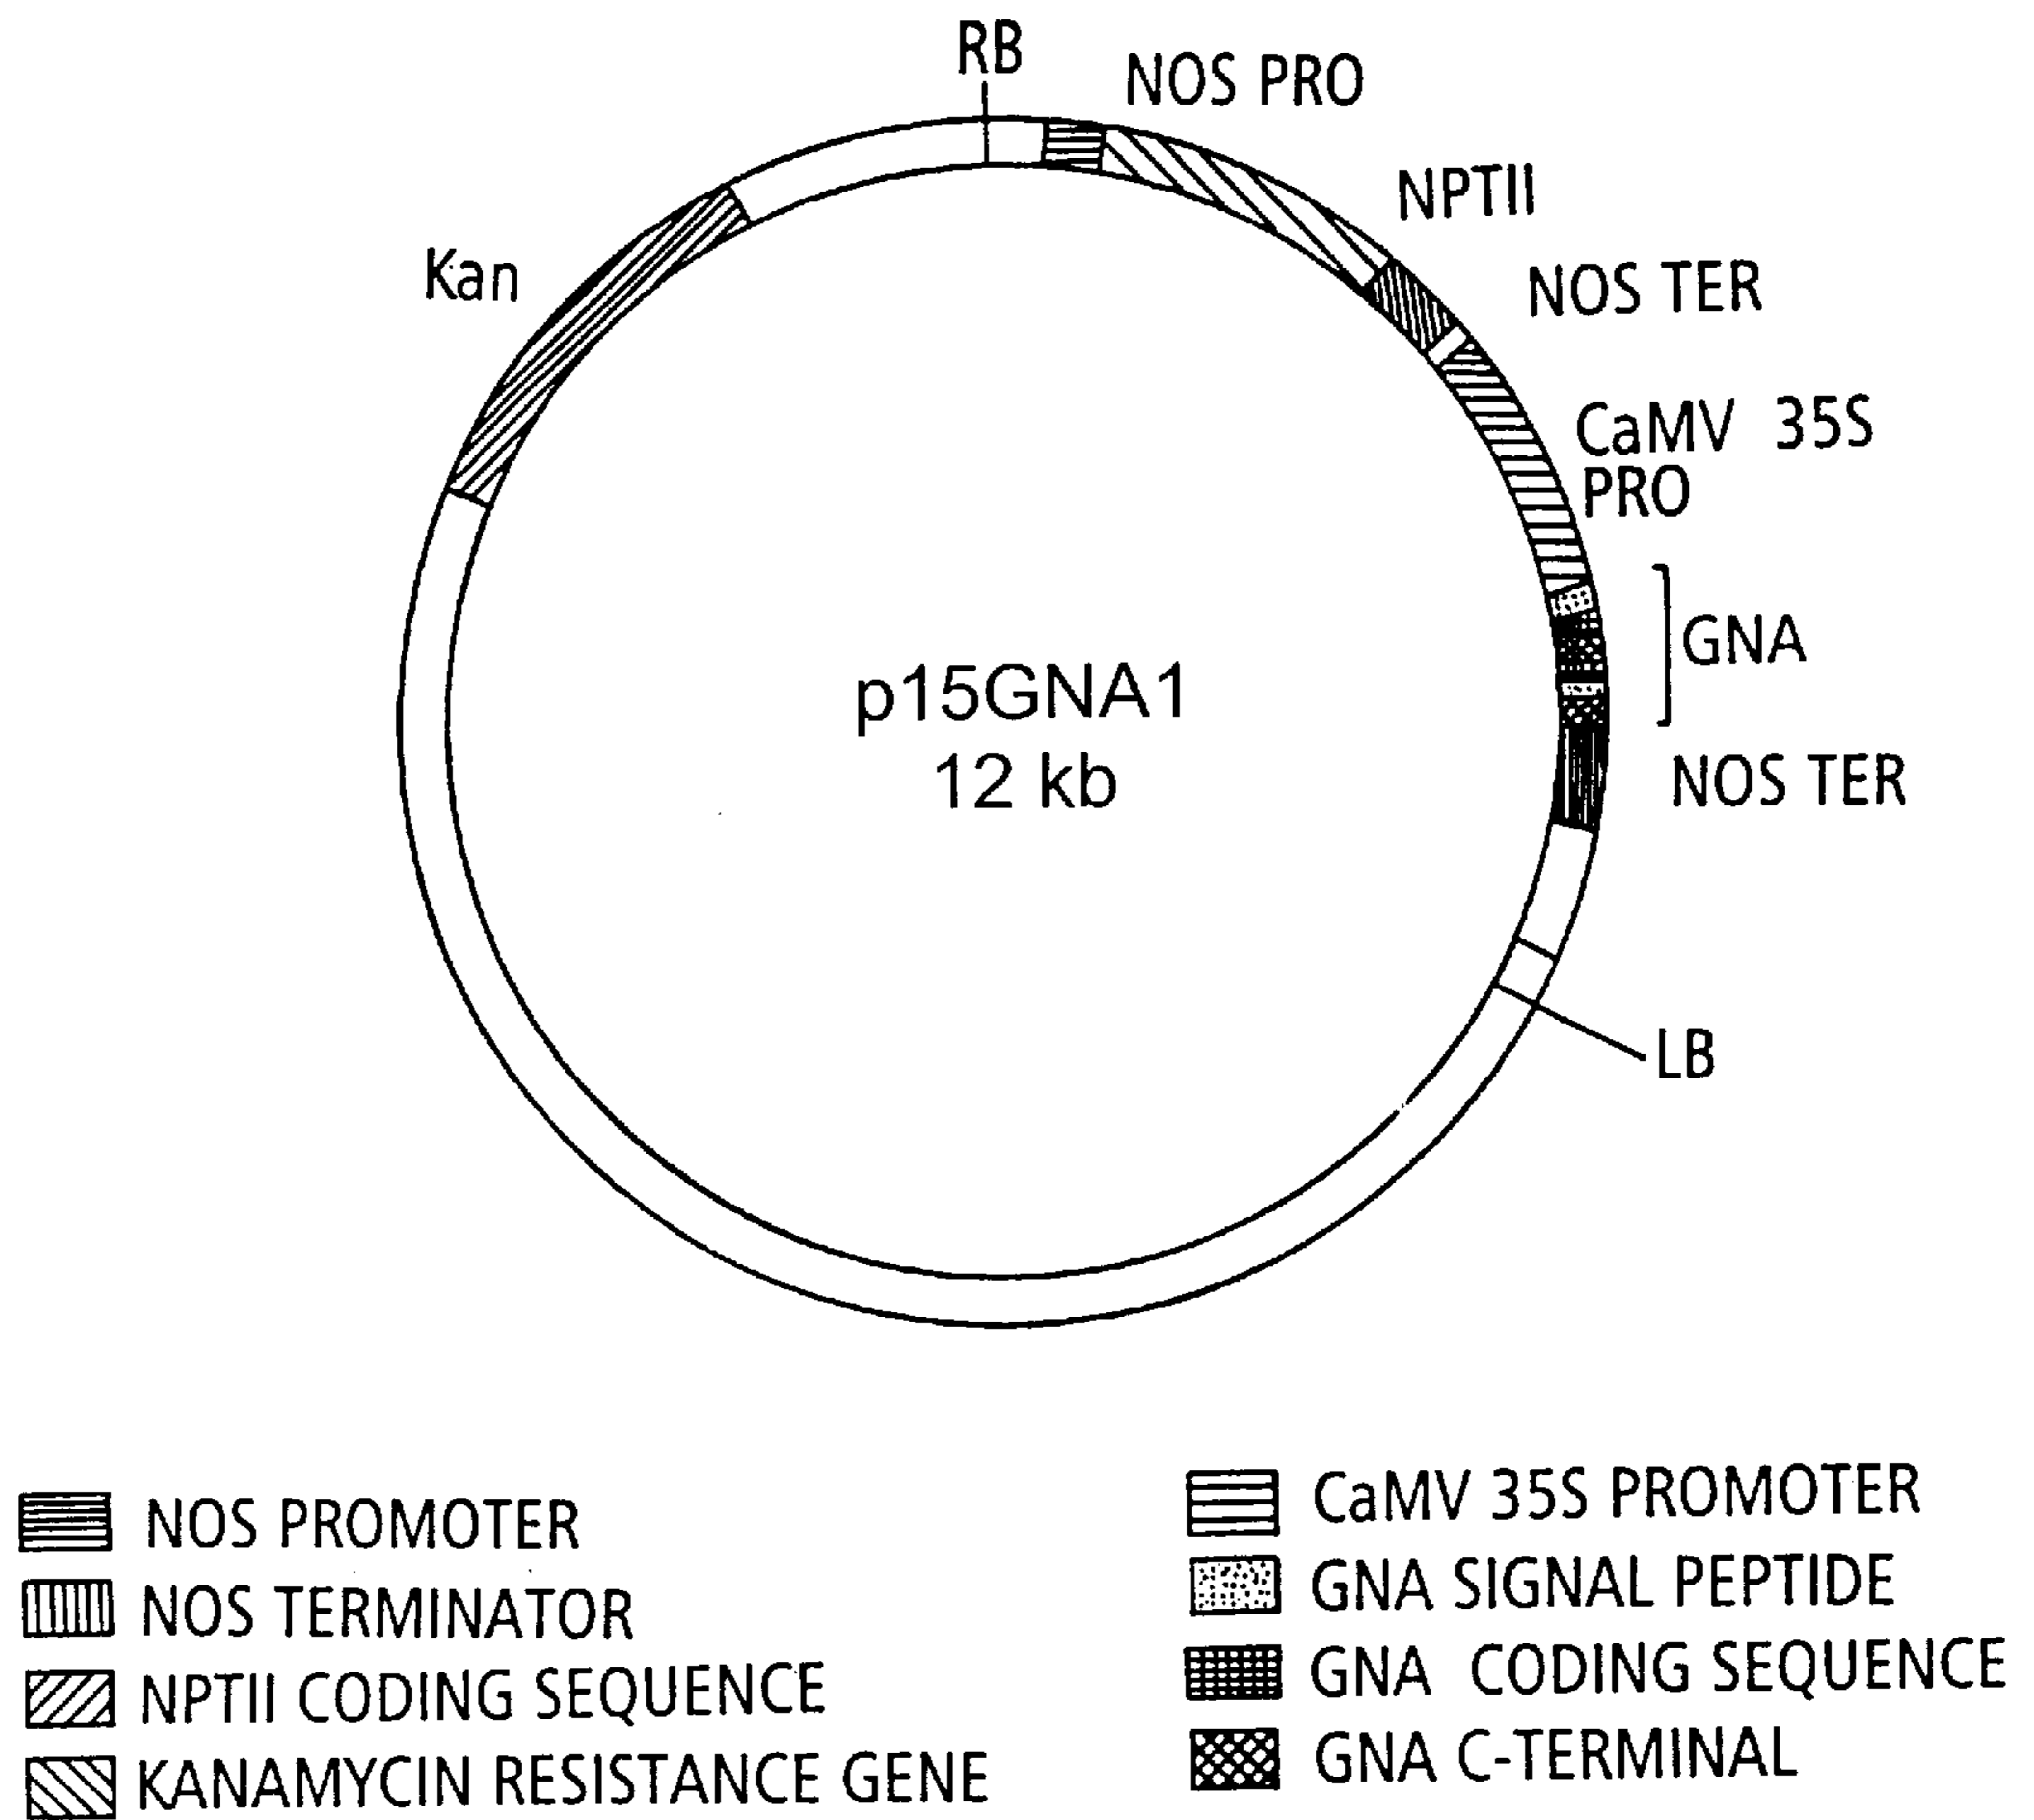 RB
NOS PRO
NPTII
Kan
NOS TER
CaMV 35S
PRO
GNA
p15GNA1
12 kb
NOS TER
LB
NOS PROMOTER
NOS TERMINATOR
NPTII CODING SEQUENCE
KANAMYCIN RESISTANCE GENE
CaMV 35S PROMOTER
GNA SIGNAL PEPTIDE
GNA CODING SEQUENCE
GNA C-TERMINAL